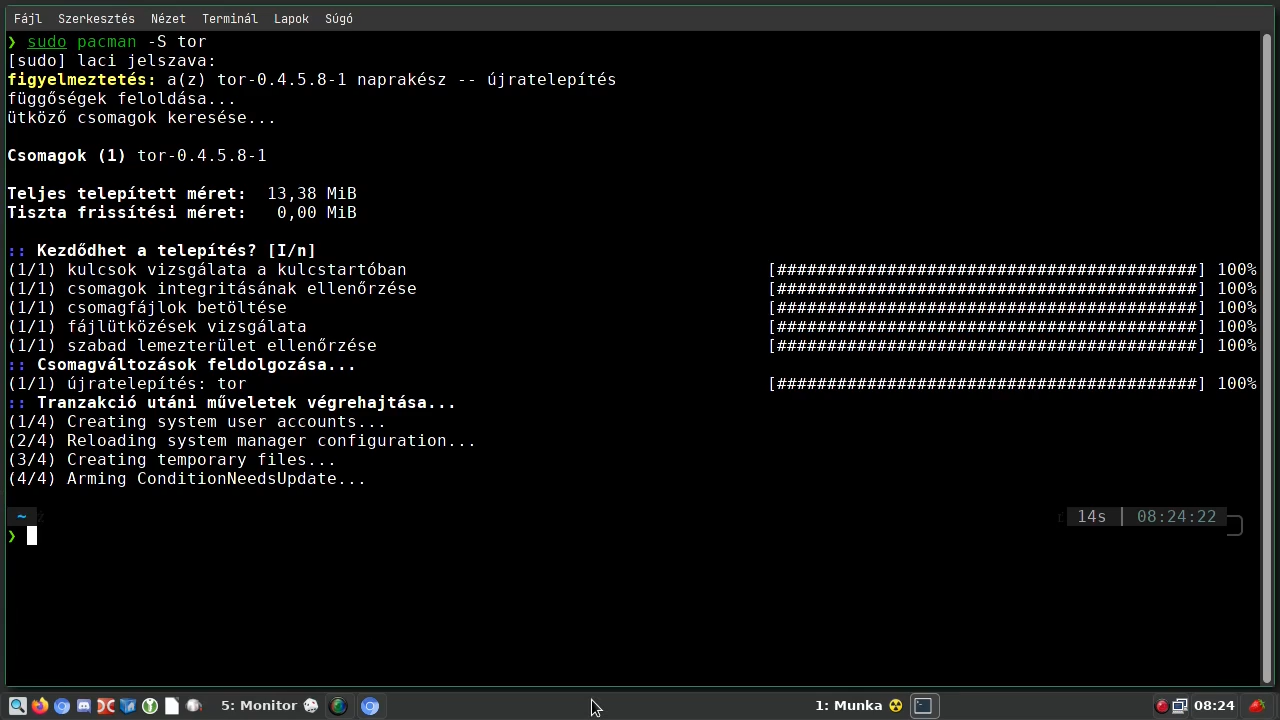 Fájl Szerkesztés Nézet Terminál Lapok Súgó
❯ sudo pacman -S tor
[sudo] laci jelszava:
figyelmeztetés: a(z) tor-0.4.5.8-1 naprakész -- újratelepítés
függőségek feloldása...
ütköző csomagok keresése...
Csomagok (1) tor-0.4.5.8-1
Teljes telepített méret:  13,38 MiB
Tiszta frissítési méret:   0,00 MiB
:: Kezdődhet a telepítés? [I/n]
(1/1) kulcsok vizsgálata a kulcstartóban [##########################################] 100%
(1/1) csomagok integritásának ellenőrzése [##########################################] 100%
(1/1) csomagfájlok betöltése [##########################################] 100%
(1/1) fájlütközések vizsgálata [##########################################] 100%
(1/1) szabad lemezterület ellenőrzése [##########################################] 100%
:: Csomagváltozások feldolgozása...
(1/1) újratelepítés: tor [##########################################] 100%
:: Tranzakció utáni műveletek végrehajtása...
(1/4) Creating system user accounts...
(2/4) Reloading system manager configuration...
(3/4) Creating temporary files...
(4/4) Arming ConditionNeedsUpdate...
~ 14s | 08:24:22
❯
5: Monitor 1: Munka 08:24